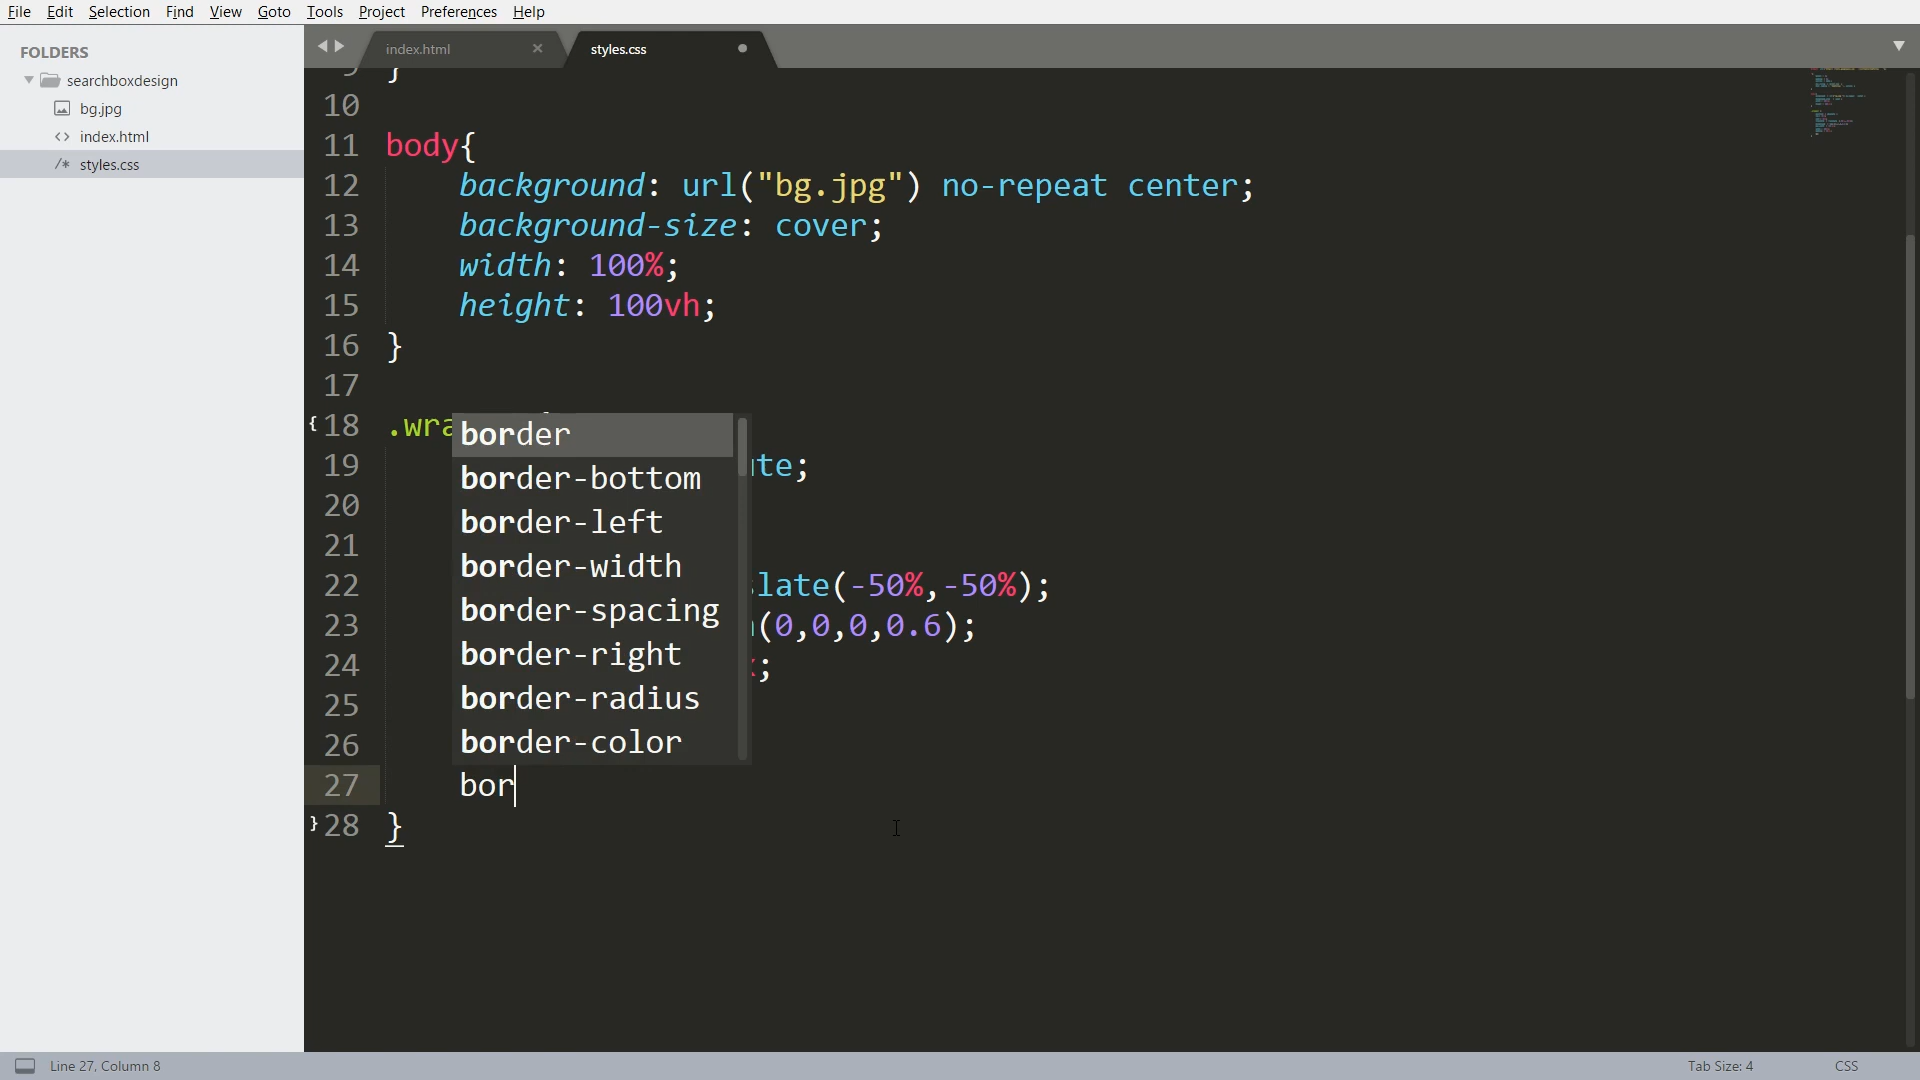 File Edit Selection Find View Goto Tools Project Preferences Help
FOLDERS
searchboxdesign
bg.jpg
index.html
styles.css
index.html × styles.css
10
11 body{
12 background: url("bg.jpg") no-repeat center;
13 background-size: cover;
14 width: 100%;
15 height: 100vh;
16 }
17
18 .wra
19 te;
20
21
22 slate(-50%,-50%);
23 (0,0,0,0.6);
24 ;
25
26
border
border-bottom
border-left
border-width
border-spacing
border-right
border-radius
border-color
27 bor
28 }
Line 27, Column 8
Tab Size: 4 CSS